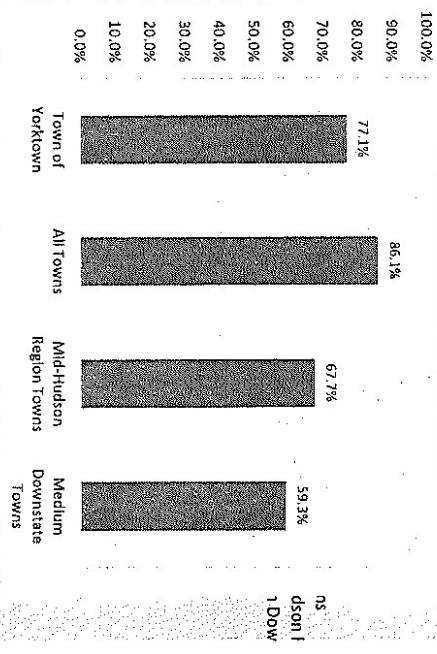 100.0%
90.0%
80.0%
70.0%
60.0%
50.0%
40.0%
30.0%
20.0%
10.0%
0.0%
77.1%
86.1%
67.7%
59.3%
Town of
Yorktown
All Towns
Mid-Hudson
Region Towns
Medium
Downstate
Towns